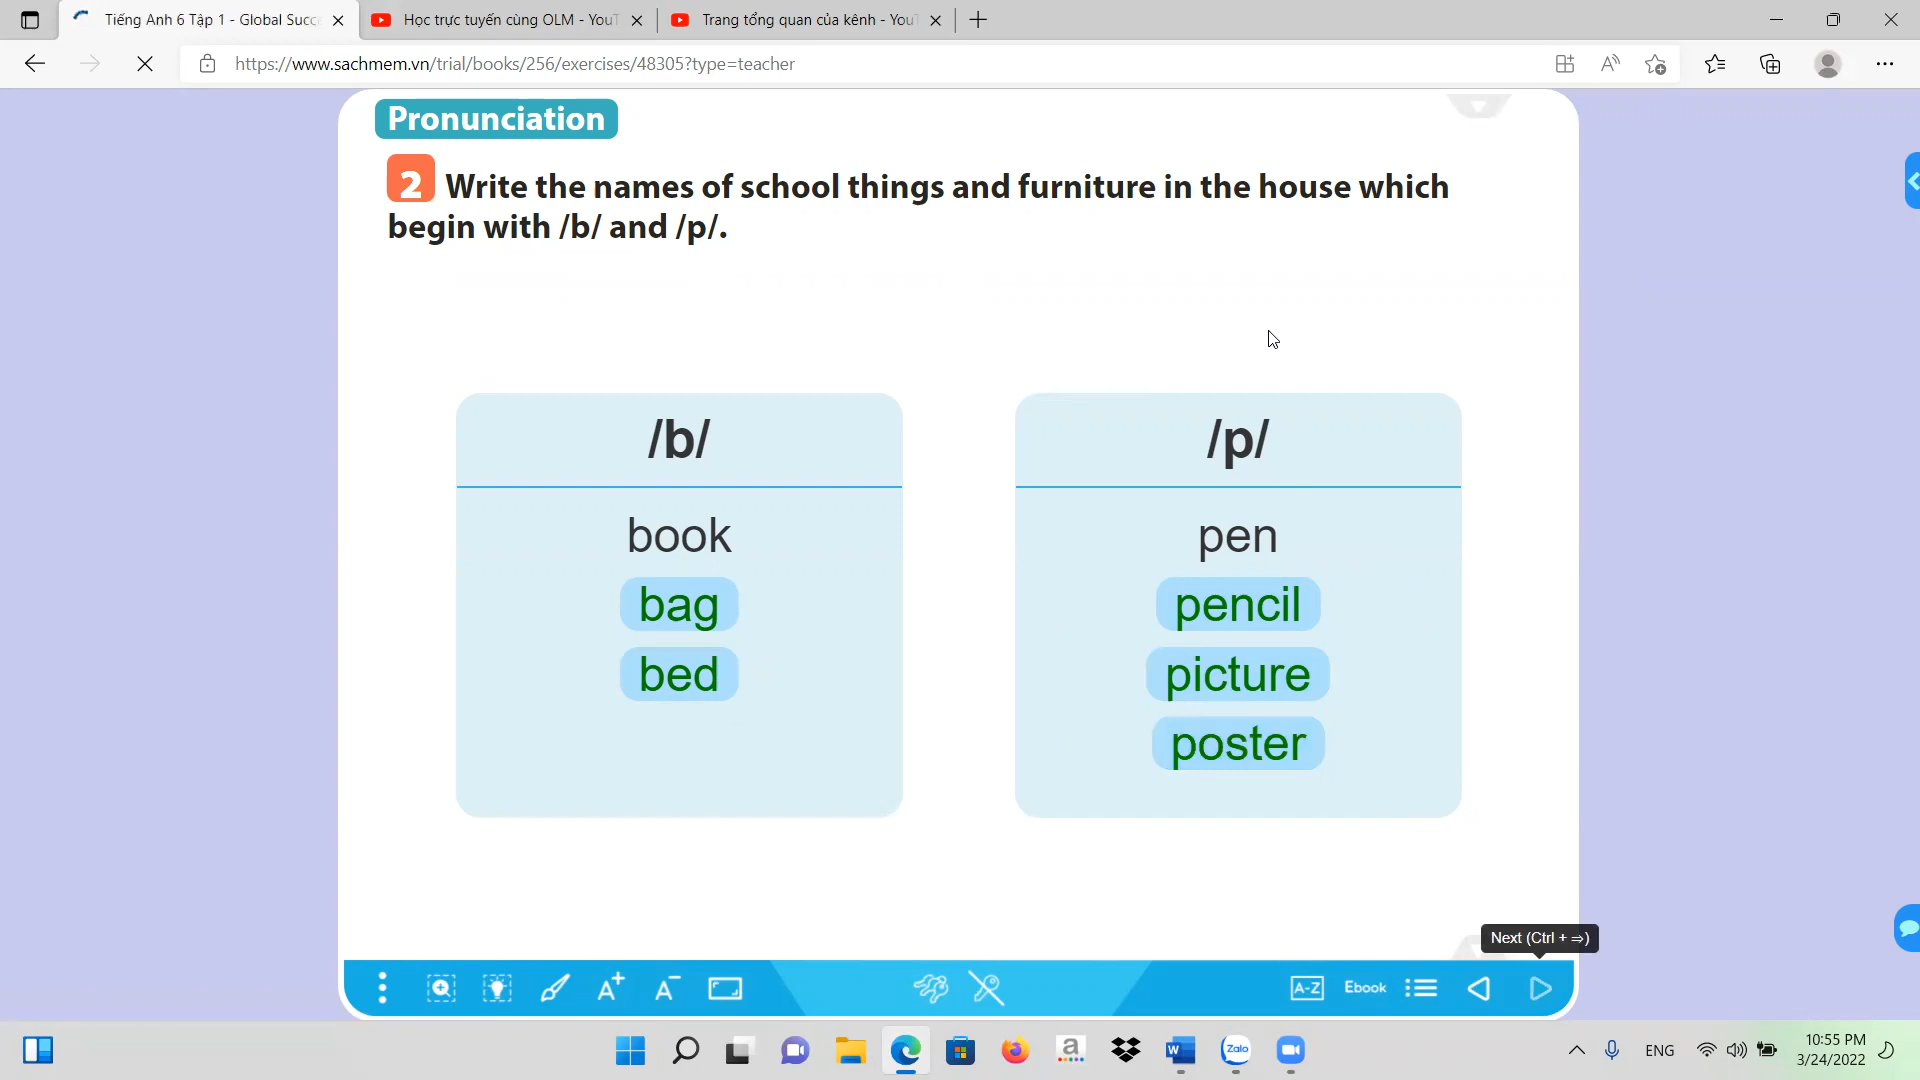 Tiếng Anh 6 Tập 1 - Global Succ
Học trực tuyến cùng OLM - YouT
Trang tổng quan của kênh - YouT
https://www.sachmem.vn/trial/books/256/exercises/48305?type=teacher
Pronunciation
2 Write the names of school things and furniture in the house which
begin with /b/ and /p/.
/b/
book
bag
bed
/p/
pen
pencil
picture
poster
Next (Ctrl + ⇒)
A+ A- A-Z Ebook
a W Zalo
ENG
10:55 PM
3/24/2022